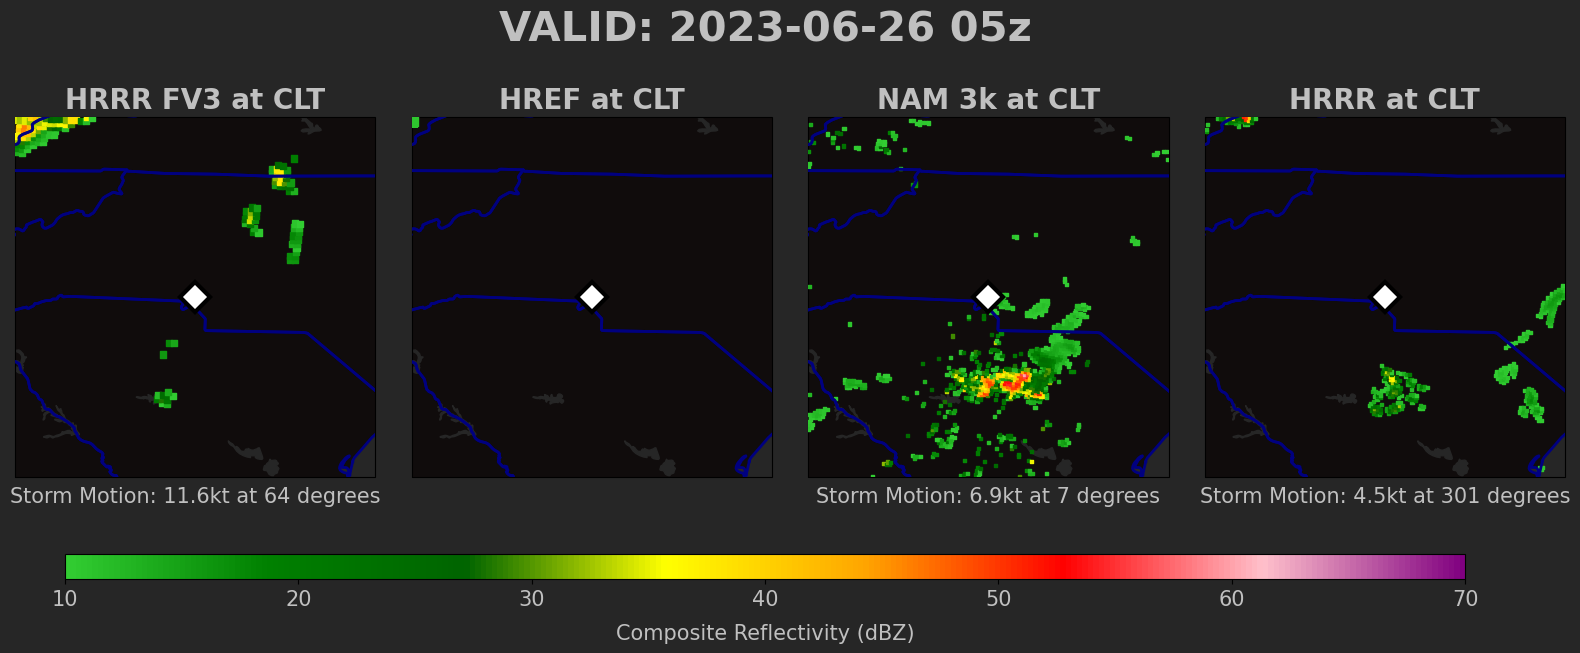 VALID: 2023-06-26 05z
HRRR FV3 at CLT
HREF at CLT
NAM 3k at CLT
HRRR at CLT
Storm Motion: 11.6kt at 64 degrees
Storm Motion: 6.9kt at 7 degrees
Storm Motion: 4.5kt at 301 degrees
10 20 30 40 50 60 70
Composite Reflectivity (dBZ)